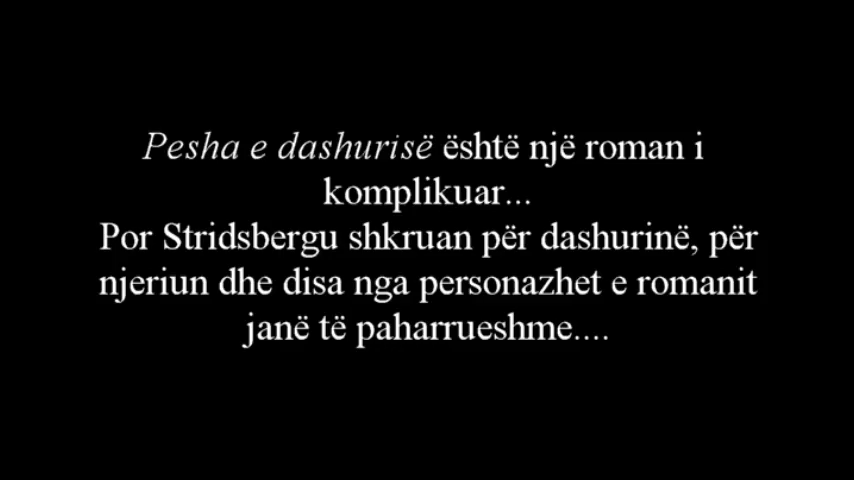 Pesha e dashurisë është një roman i
komplikuar...
Por Stridsbergu shkruan për dashurinë, për
njeriun dhe disa nga personazhet e romanit
janë të paharrueshme....